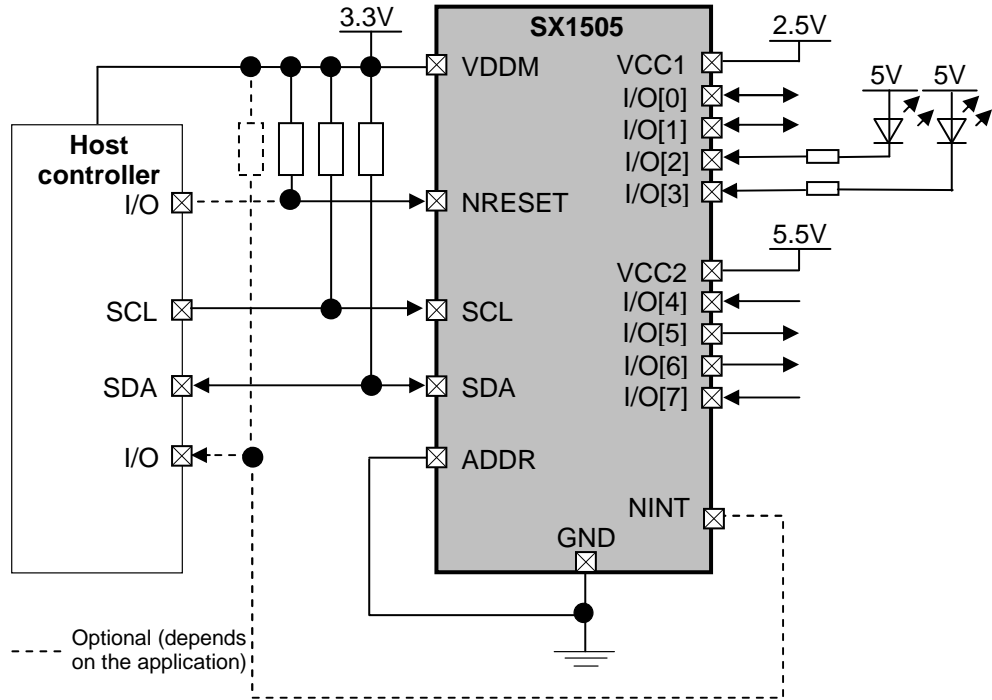 3.3V
SX1505
2.5V
VDDM
VCC1
I/O[0]
I/O[1]
I/O[2]
I/O[3]
5V
5V
Host
controller
I/O
NRESET
5.5V
VCC2
I/O[4]
I/O[5]
I/O[6]
I/O[7]
SCL
SCL
SDA
SDA
I/O
ADDR
NINT
GND
Optional (depends
on the application)